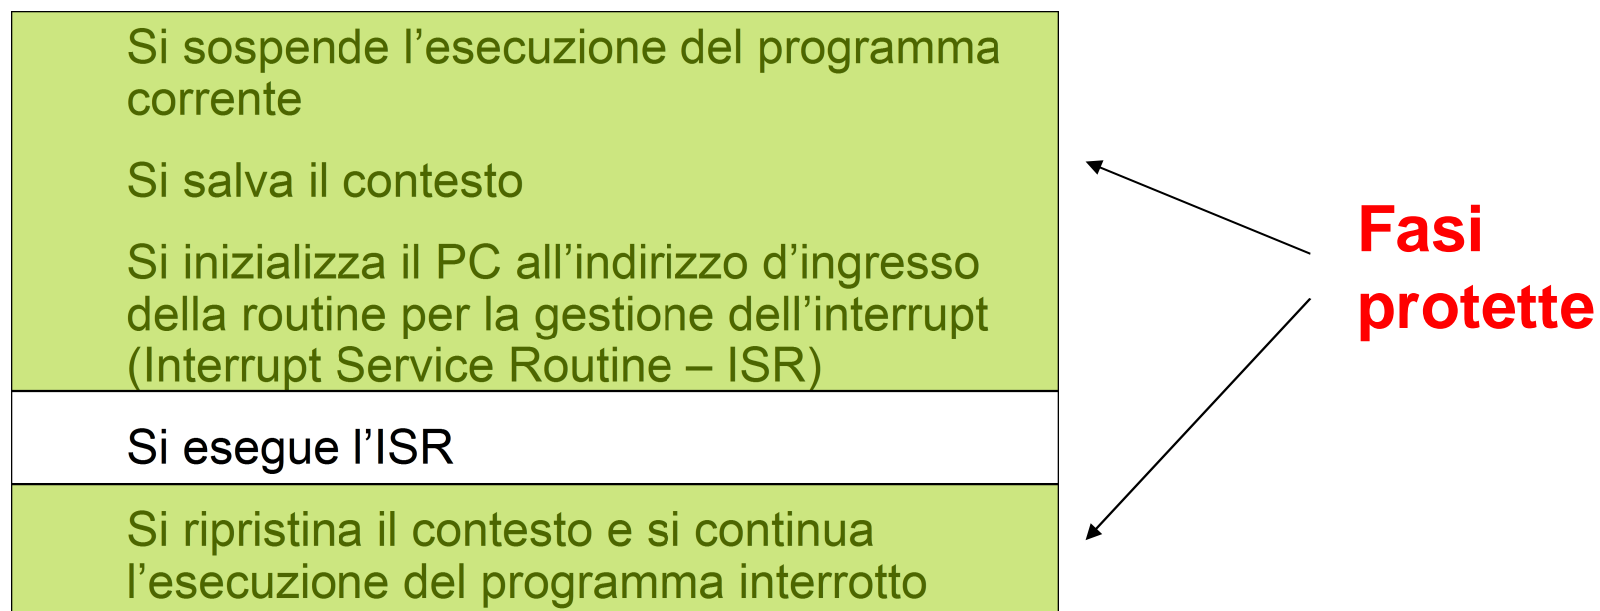 Si sospende l’esecuzione del programma
corrente
Si salva il contesto
Si inizializza il PC all’indirizzo d’ingresso
della routine per la gestione dell’interrupt
(Interrupt Service Routine – ISR)
Si esegue l’ISR
Si ripristina il contesto e si continua
l’esecuzione del programma interrotto
Fasi
protette